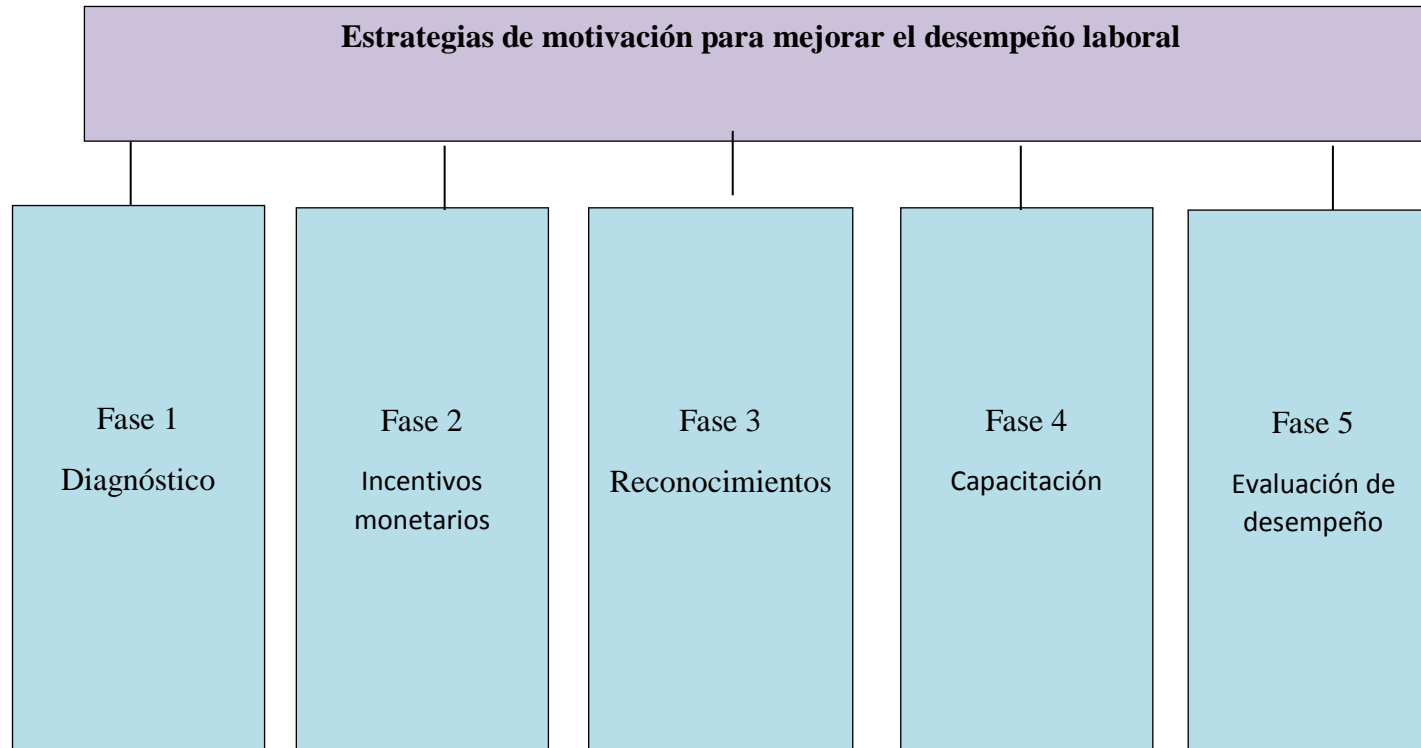 Estrategias de motivación para mejorar el desempeño laboral
Fase 1
Diagnóstico
Fase 2
Incentivos
monetarios
Fase 3
Reconocimientos
Fase 4
Capacitación
Fase 5
Evaluación de
desempeño